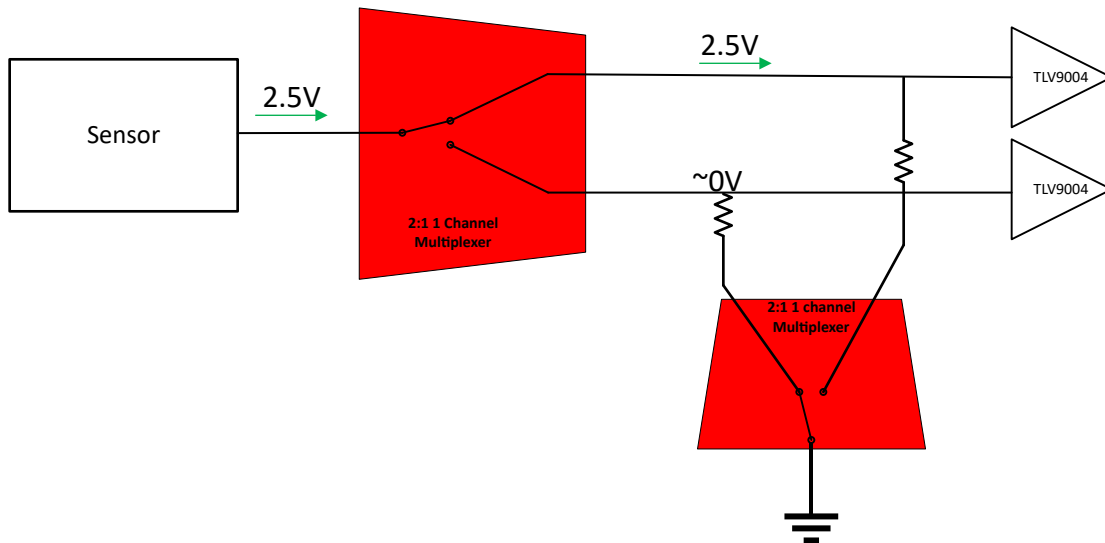 2.5V
TLV9004
2.5V
Sensor
~0V
TLV9004
2:1 1 Channel
Multiplexer
2:1 1 channel
Multiplexer